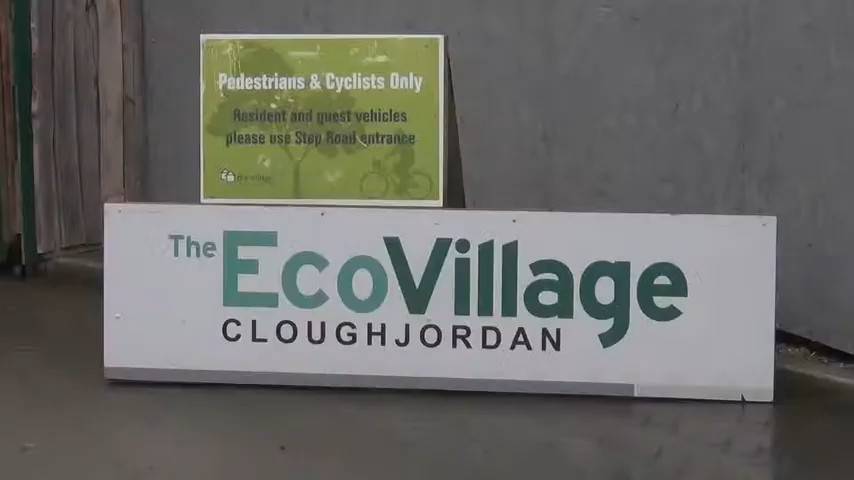 Pedestrians & Cyclists Only
Resident and guest vehicles
please use Step Road entrance
The EcoVillage
CLOUGHJORDAN